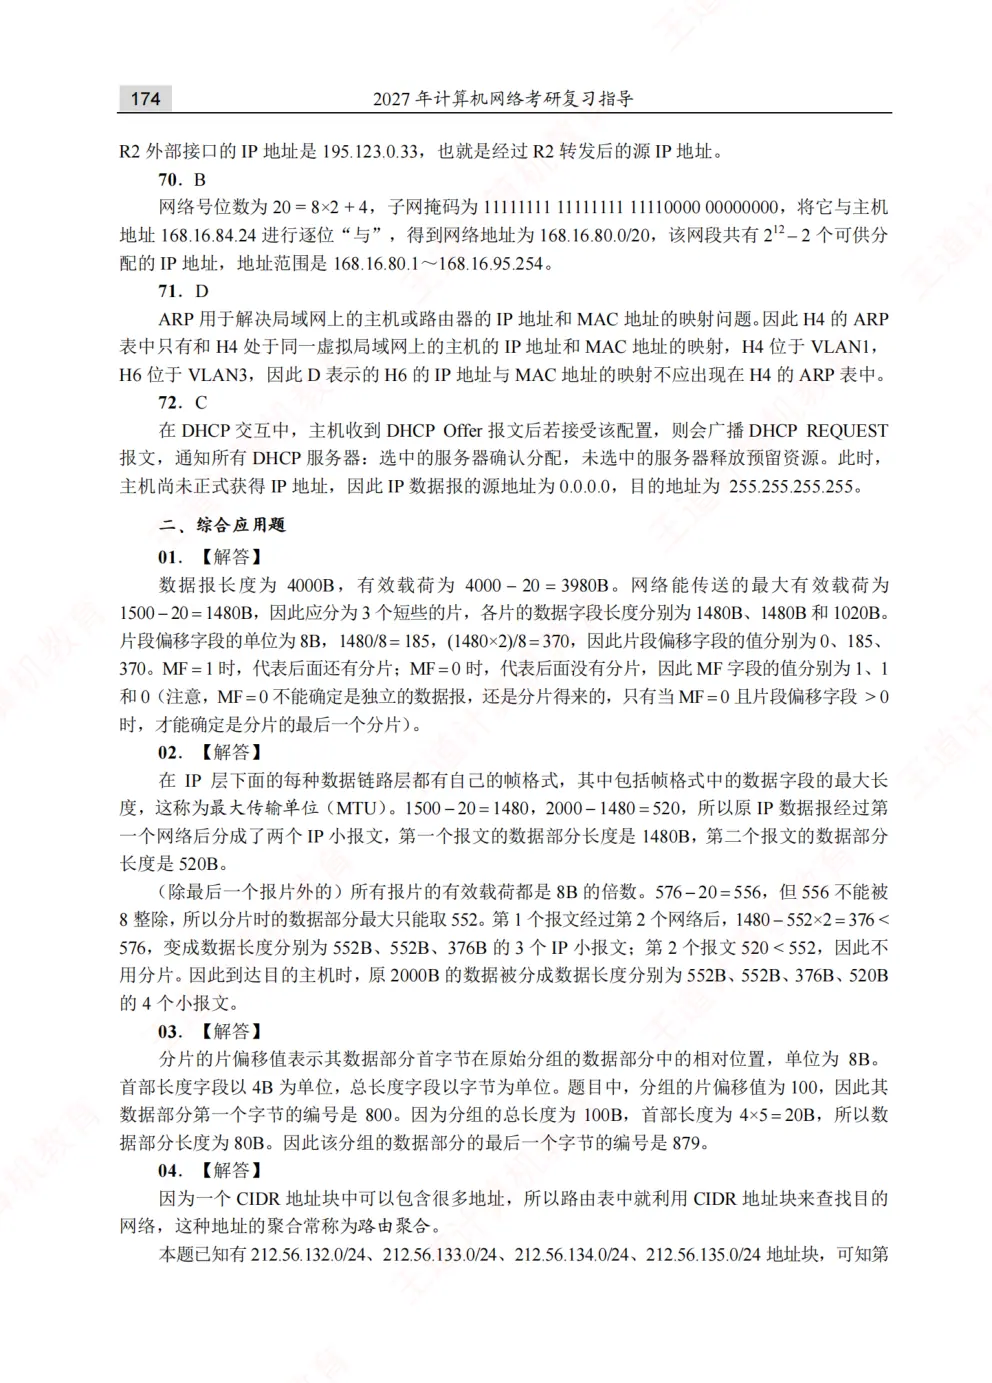 174
2027 年计算机网络考研复习指导
R2 外部接口的 IP 地址是 195.123.0.33，也就是经过 R2 转发后的源 IP 地址。
70．B
网络号位数为 20 = 8×2 + 4，子网掩码为 11111111 11111111 11110000 00000000，将它与主机
地址 168.16.84.24 进行逐位“与”，得到网络地址为 168.16.80.0/20，该网段共有 2¹² – 2 个可供分
配的 IP 地址，地址范围是 168.16.80.1～168.16.95.254。
71．D
ARP 用于解决局域网上的主机或路由器的 IP 地址和 MAC 地址的映射问题。因此 H4 的 ARP
表中只有和 H4 处于同一虚拟局域网上的主机的 IP 地址和 MAC 地址的映射，H4 位于 VLAN1，
H6 位于 VLAN3，因此 D 表示的 H6 的 IP 地址与 MAC 地址的映射不应出现在 H4 的 ARP 表中。
72．C
在 DHCP 交互中，主机收到 DHCP Offer 报文后若接受该配置，则会广播 DHCP REQUEST
报文，通知所有 DHCP 服务器：选中的服务器确认分配，未选中的服务器释放预留资源。此时，
主机尚未正式获得 IP 地址，因此 IP 数据报的源地址为 0.0.0.0，目的地址为 255.255.255.255。
二、综合应用题
01．【解答】
数据报长度为 4000B，有效载荷为 4000 – 20 = 3980B。网络能传送的最大有效载荷为
1500 – 20 = 1480B，因此应分为 3 个短些的片，各片的数据字段长度分别为 1480B、1480B 和 1020B。
片段偏移字段的单位为 8B，1480/8 = 185，(1480×2)/8 = 370，因此片段偏移字段的值分别为 0、185、
370。MF = 1 时，代表后面还有分片；MF = 0 时，代表后面没有分片，因此 MF 字段的值分别为 1、1
和 0（注意，MF = 0 不能确定是独立的数据报，还是分片得来的，只有当 MF = 0 且片段偏移字段 > 0
时，才能确定是分片的最后一个分片）。
02．【解答】
在 IP 层下面的每种数据链路层都有自己的帧格式，其中包括帧格式中的数据字段的最大长
度，这称为最大传输单位（MTU）。1500 – 20 = 1480，2000 – 1480 = 520，所以原 IP 数据报经过第
一个网络后分成了两个 IP 小报文，第一个报文的数据部分长度是 1480B，第二个报文的数据部分
长度是 520B。
（除最后一个报片外的）所有报片的有效载荷都是 8B 的倍数。576 – 20 = 556，但 556 不能被
8 整除，所以分片时的数据部分最大只能取 552。第 1 个报文经过第 2 个网络后，1480 – 552×2 = 376 <
576，变成数据长度分别为 552B、552B、376B 的 3 个 IP 小报文；第 2 个报文 520 < 552，因此不
用分片。因此到达目的主机时，原 2000B 的数据被分成数据长度分别为 552B、552B、376B、520B
的 4 个小报文。
03．【解答】
分片的片偏移值表示其数据部分首字节在原始分组的数据部分中的相对位置，单位为 8B。
首部长度字段以 4B 为单位，总长度字段以字节为单位。题目中，分组的片偏移值为 100，因此其
数据部分第一个字节的编号是 800。因为分组的总长度为 100B，首部长度为 4×5 = 20B，所以数
据部分长度为 80B。因此该分组的数据部分的最后一个字节的编号是 879。
04．【解答】
因为一个 CIDR 地址块中可以包含很多地址，所以路由表中就利用 CIDR 地址块来查找目的
网络，这种地址的聚合常称为路由聚合。
本题已知有 212.56.132.0/24、212.56.133.0/24、212.56.134.0/24、212.56.135.0/24 地址块，可知第